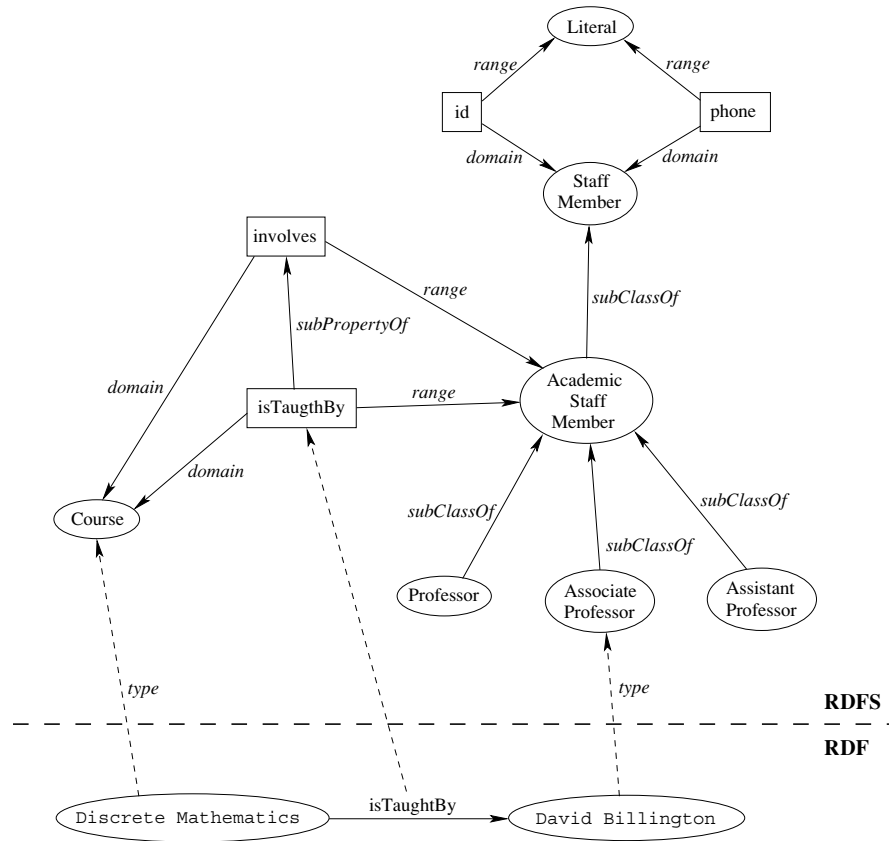 Literal
range
range
id
phone
domain
domain
Staff
Member
involves
range
subClassOf
subPropertyOf
Academic
Staff
Member
domain
isTaugthBy
range
domain
Course
subClassOf
subClassOf
subClassOf
Professor
Associate
Professor
Assistant
Professor
type
type
RDFS
RDF
Discrete Mathematics
isTaughtBy
David Billington